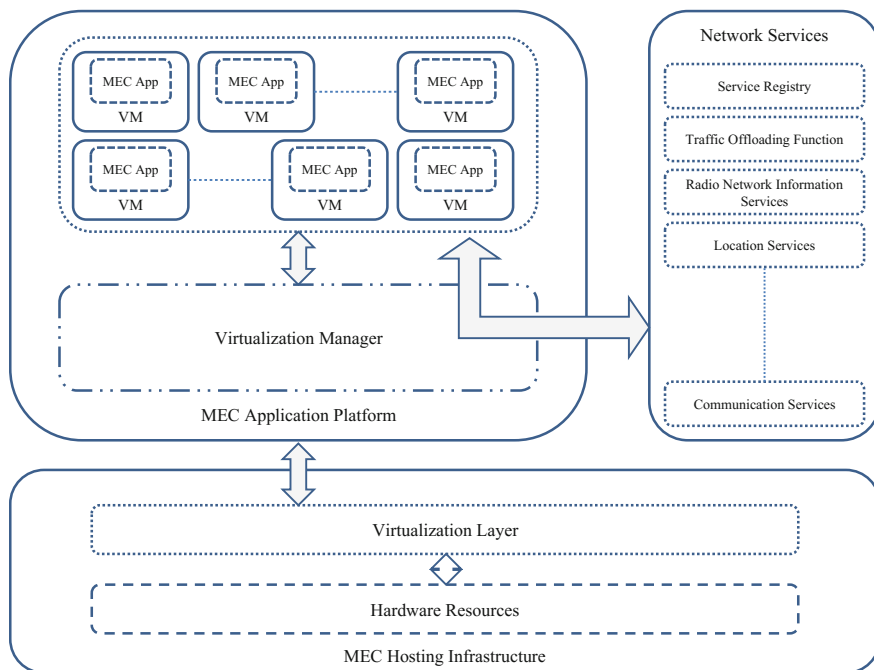 MEC App
VM
MEC App
VM
MEC App
VM
MEC App
VM
MEC App
VM
MEC App
VM
Virtualization Manager
MEC Application Platform
Network Services
Service Registry
Traffic Offloading Function
Radio Network Information
Services
Location Services
Communication Services
Virtualization Layer
Hardware Resources
MEC Hosting Infrastructure